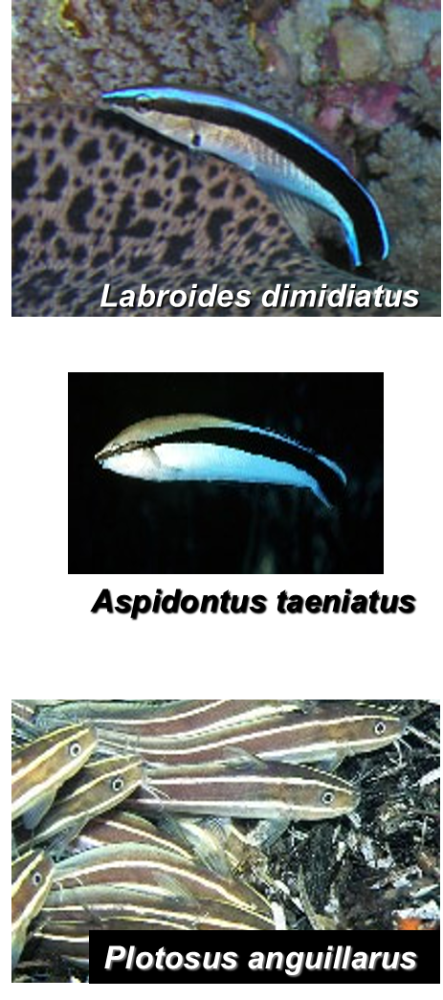 Labroides dimidiatus
Aspidontus taeniatus
Plotosus anguillarus